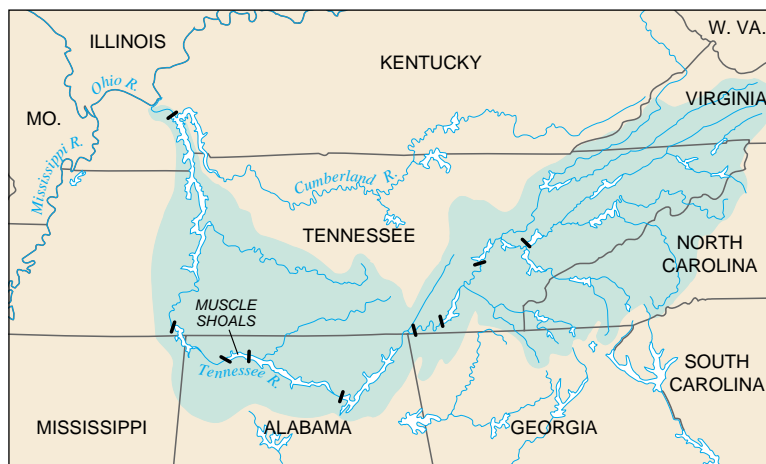 W. VA.
ILLINOIS
KENTUCKY
Ohio R.
VIRGINIA
MO.
Mississippi R.
Cumberland R.
TENNESSEE
NORTH
CAROLINA
MUSCLE
SHOALS
Tennessee R.
SOUTH
CAROLINA
MISSISSIPPI
ALABAMA
GEORGIA